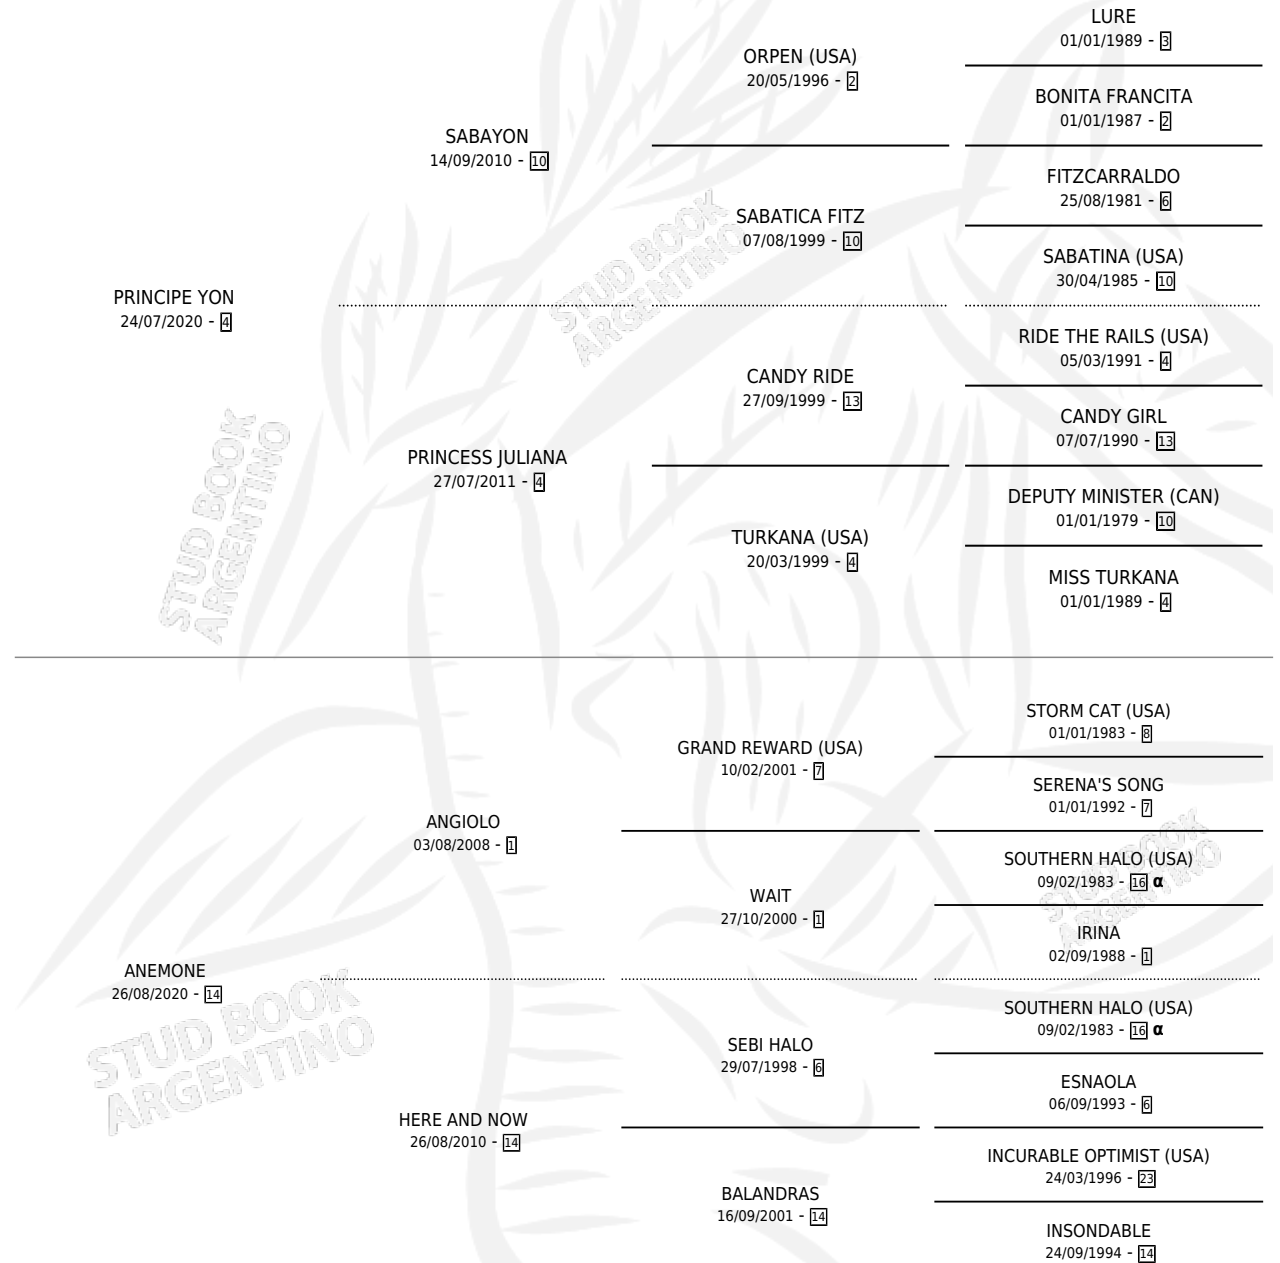 LURE
01/01/1989 - 3
ORPEN (USA)
20/05/1996 - 2
BONITA FRANCITA
01/01/1987 - 2
SABAYON
14/09/2010 - 10
FITZCARRALDO
25/08/1981 - 6
SABATICA FITZ
07/08/1999 - 10
SABATINA (USA)
30/04/1985 - 10
PRINCIPE YON
24/07/2020 - 4
RIDE THE RAILS (USA)
05/03/1991 - 4
CANDY RIDE
27/09/1999 - 13
CANDY GIRL
07/07/1990 - 13
PRINCESS JULIANA
27/07/2011 - 4
DEPUTY MINISTER (CAN)
01/01/1979 - 10
TURKANA (USA)
20/03/1999 - 4
MISS TURKANA
01/01/1989 - 4
STORM CAT (USA)
01/01/1983 - 8
GRAND REWARD (USA)
10/02/2001 - 7
SERENA'S SONG
01/01/1992 - 7
ANGIOLO
03/08/2008 - 1
SOUTHERN HALO (USA)
09/02/1983 - 16 α
WAIT
27/10/2000 - 1
IRINA
02/09/1988 - 1
ANEMONE
26/08/2020 - 14
SOUTHERN HALO (USA)
09/02/1983 - 16 α
SEBI HALO
29/07/1998 - 6
ESNAOLA
06/09/1993 - 6
HERE AND NOW
26/08/2010 - 14
INCURABLE OPTIMIST (USA)
24/03/1996 - 23
BALANDRAS
16/09/2001 - 14
INSONDABLE
24/09/1994 - 14
STUD BOOK
ARGENTINO
STUD BOOK
ARGENTINO
STUD BOOK
ARGENTINO
STUD BOOK
ARGENTINO